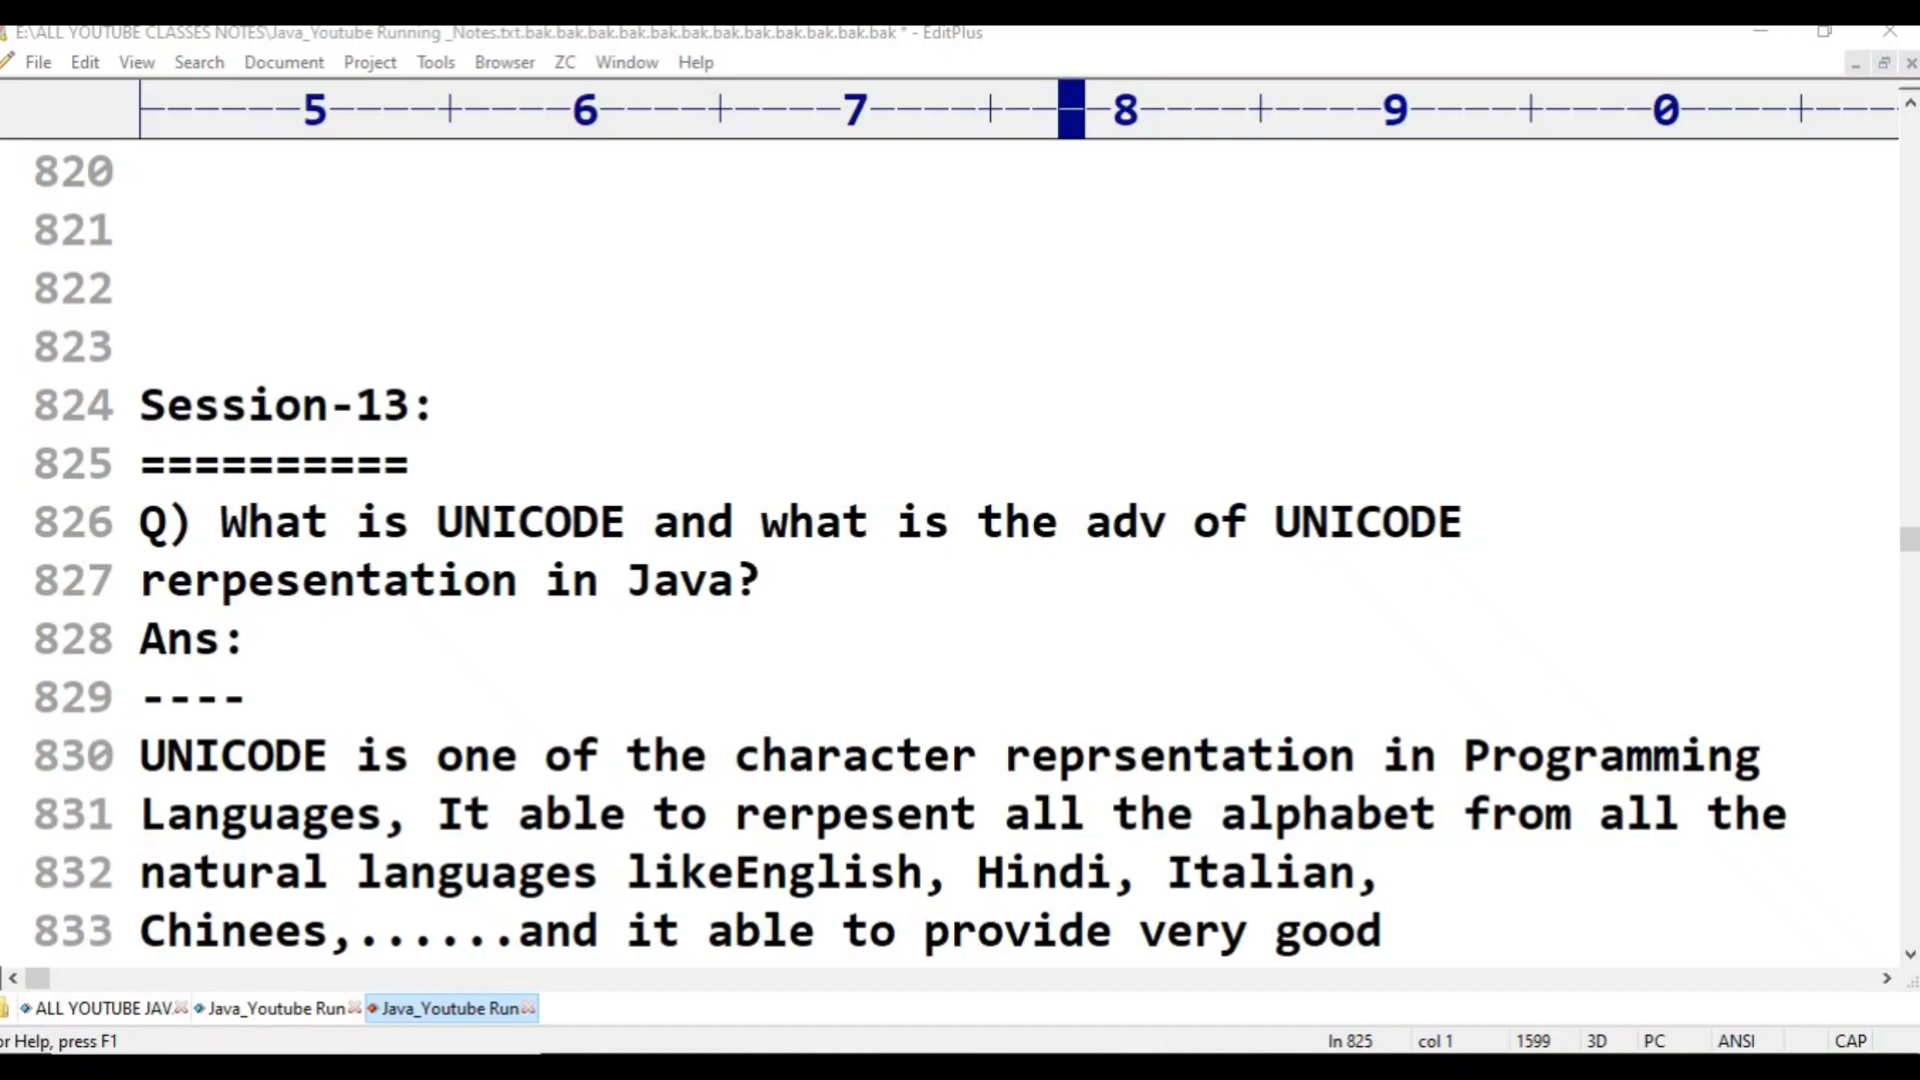 E:\ALL YOUTUBE CLASSES NOTES\Java_Youtube Running _Notes.txt.bak.bak.bak.bak.bak.bak.bak.bak.bak.bak.bak.bak * - EditPlus
File Edit View Search Document Project Tools Browser ZC Window Help
5 6 7 8 9 0
820
821
822
823
824 Session-13:
825 ==========
826 Q) What is UNICODE and what is the adv of UNICODE
827 rerpesentation in Java?
828 Ans:
829 ----
830 UNICODE is one of the character reprsentation in Programming
831 Languages, It able to rerpesent all the alphabet from all the
832 natural languages likeEnglish, Hindi, Italian,
833 Chinees,......and it able to provide very good
ALL YOUTUBE JAV Java_Youtube Run Java_Youtube Run
or Help, press F1 ln 825 col 1 1599 3D PC ANSI CAP